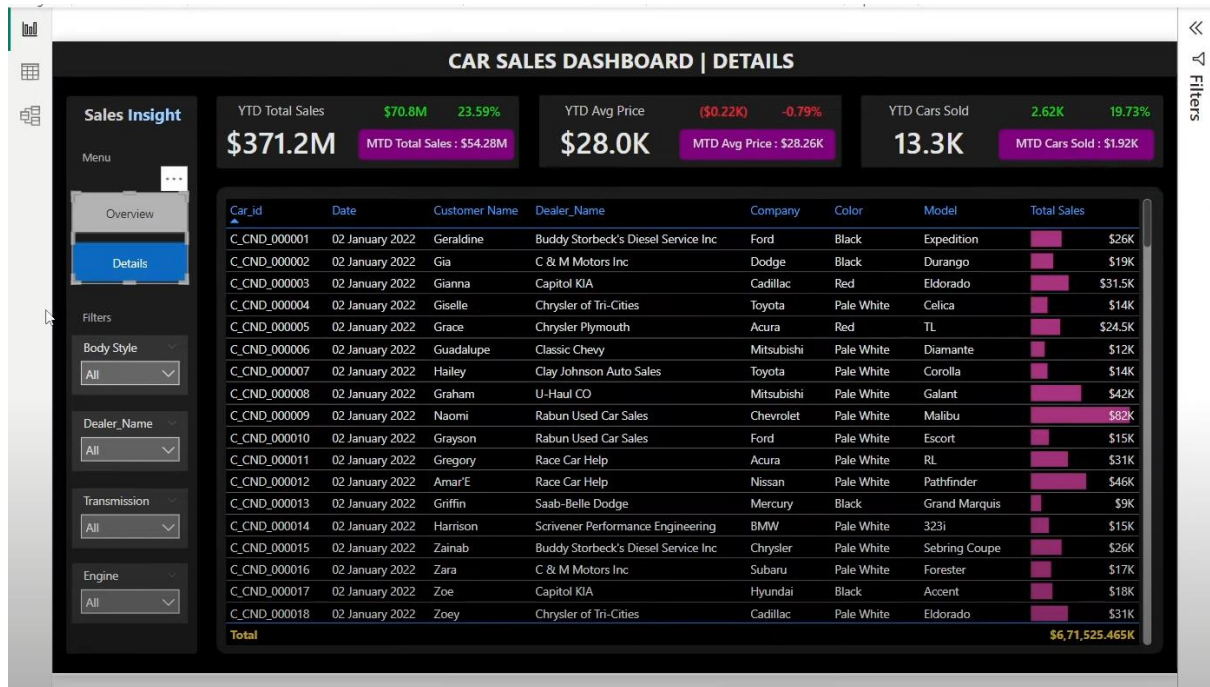 CAR SALES DASHBOARD | DETAILS
Sales Insight
Menu
Overview
Details
Filters
Body Style
All
Dealer_Name
All
Transmission
All
Engine
All
YTD Total Sales $70.8M 23.59%
$371.2M MTD Total Sales : $54.28M
YTD Avg Price ($0.22K) -0.79%
$28.0K MTD Avg Price : $28.26K
YTD Cars Sold 2.62K 19.73%
13.3K MTD Cars Sold : $1.92K
Car_id Date Customer Name Dealer_Name Company Color Model Total Sales
C_CND_000001 02 January 2022 Geraldine Buddy Storbeck's Diesel Service Inc Ford Black Expedition $26K
C_CND_000002 02 January 2022 Gia C & M Motors Inc Dodge Black Durango $19K
C_CND_000003 02 January 2022 Gianna Capitol KIA Cadillac Red Eldorado $31.5K
C_CND_000004 02 January 2022 Giselle Chrysler of Tri-Cities Toyota Pale White Celica $14K
C_CND_000005 02 January 2022 Grace Chrysler Plymouth Acura Red TL $24.5K
C_CND_000006 02 January 2022 Guadalupe Classic Chevy Mitsubishi Pale White Diamante $12K
C_CND_000007 02 January 2022 Hailey Clay Johnson Auto Sales Toyota Pale White Corolla $14K
C_CND_000008 02 January 2022 Graham U-Haul CO Mitsubishi Pale White Galant $42K
C_CND_000009 02 January 2022 Naomi Rabun Used Car Sales Chevrolet Pale White Malibu $82K
C_CND_000010 02 January 2022 Grayson Rabun Used Car Sales Ford Pale White Escort $15K
C_CND_000011 02 January 2022 Gregory Race Car Help Acura Pale White RL $31K
C_CND_000012 02 January 2022 Amar'E Race Car Help Nissan Pale White Pathfinder $46K
C_CND_000013 02 January 2022 Griffin Saab-Belle Dodge Mercury Black Grand Marquis $9K
C_CND_000014 02 January 2022 Harrison Scrivener Performance Engineering BMW Pale White 323i $15K
C_CND_000015 02 January 2022 Zainab Buddy Storbeck's Diesel Service Inc Chrysler Pale White Sebring Coupe $26K
C_CND_000016 02 January 2022 Zara C & M Motors Inc Subaru Pale White Forester $17K
C_CND_000017 02 January 2022 Zoe Capitol KIA Hyundai Black Accent $18K
C_CND_000018 02 January 2022 Zoey Chrysler of Tri-Cities Cadillac Pale White Eldorado $31K
Total $6,71,525.465K
Filters